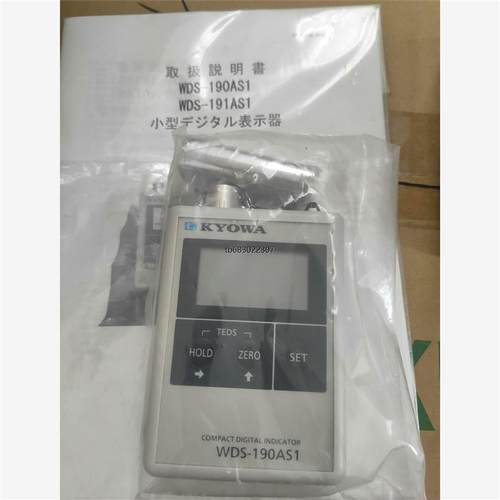 取扱説明書
WDS-190AS1
WDS-191AS1
小型デジタル表示器
KYOWA
tb683022307
TEDS
HOLD ZERO SET
COMPACT DIGITAL INDICATOR
WDS-190AS1